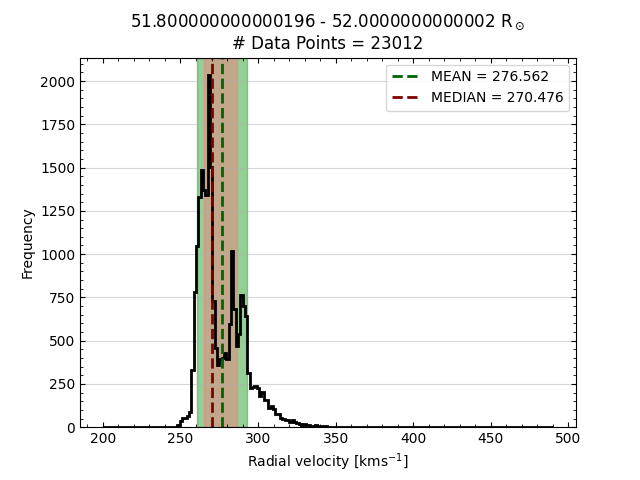 51.800000000000196 - 52.0000000000002 R⊙
# Data Points = 23012
MEAN = 276.562
MEDIAN = 270.476
Frequency
2000
1750
1500
1250
1000
750
500
250
0
200 250 300 350 400 450 500
Radial velocity [kms⁻¹]